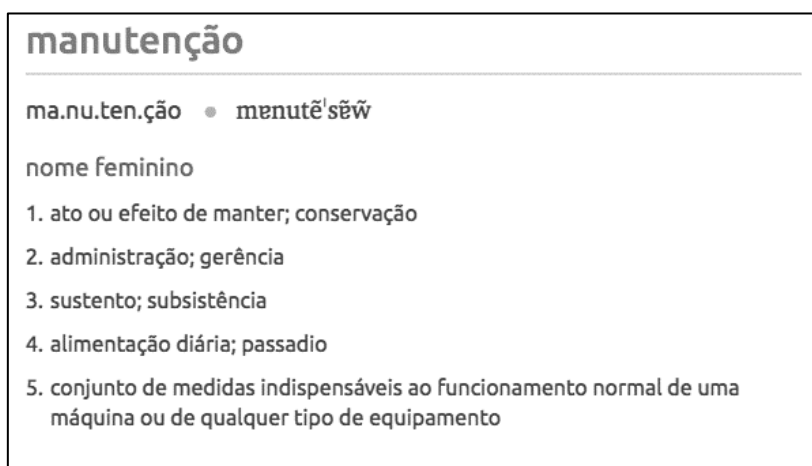 manutenção
ma.nu.ten.ção • mɐnutẽˈsɐ̃w̃
nome feminino
1. ato ou efeito de manter; conservação
2. administração; gerência
3. sustento; subsistência
4. alimentação diária; passadio
5. conjunto de medidas indispensáveis ao funcionamento normal de uma
máquina ou de qualquer tipo de equipamento